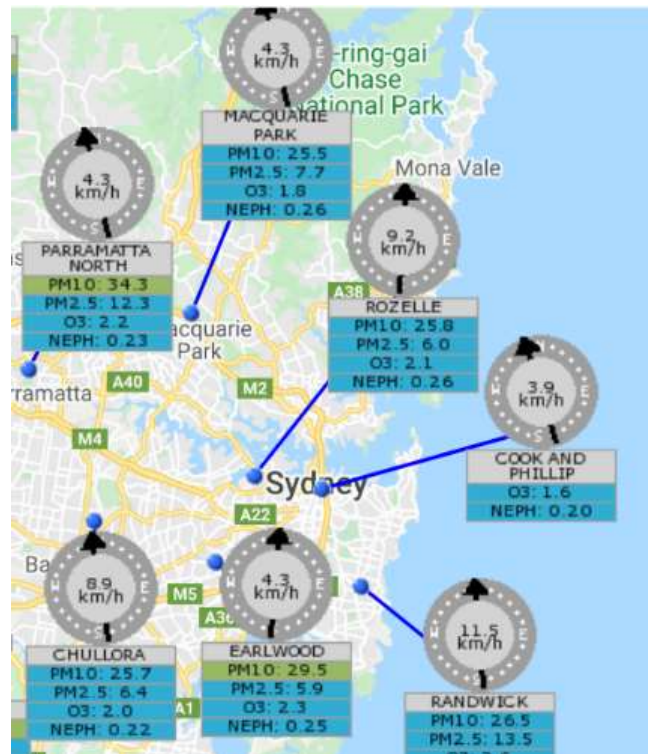 4.3
km/h
-ring-gai
Chase
National Park
MACQUARIE
PARK
PM10: 25.5
PM2.5: 7.7
O3: 1.8
NEPH: 0.26
4.3
km/h
PARRAMATTA
NORTH
PM10: 34.3
PM2.5: 12.3
O3: 2.2
NEPH: 0.23
Mona Vale
9.2
km/h
A38
ROZELLE
PM10: 25.8
PM2.5: 6.0
O3: 2.1
NEPH: 0.26
acquarie
Park
rramatta
A40
M2
M4
3.9
km/h
COOK AND
PHILLIP
O3: 1.6
NEPH: 0.20
Sydney
A22
Ba
8.9
km/h
M5
CHULLORA
PM10: 25.7
PM2.5: 6.4
O3: 2.0
NEPH: 0.22
A1
4.3
km/h
EARLWOOD
PM10: 29.5
PM2.5: 5.9
O3: 2.3
NEPH: 0.25
11.5
km/h
RANDWICK
PM10: 26.5
PM2.5: 13.5